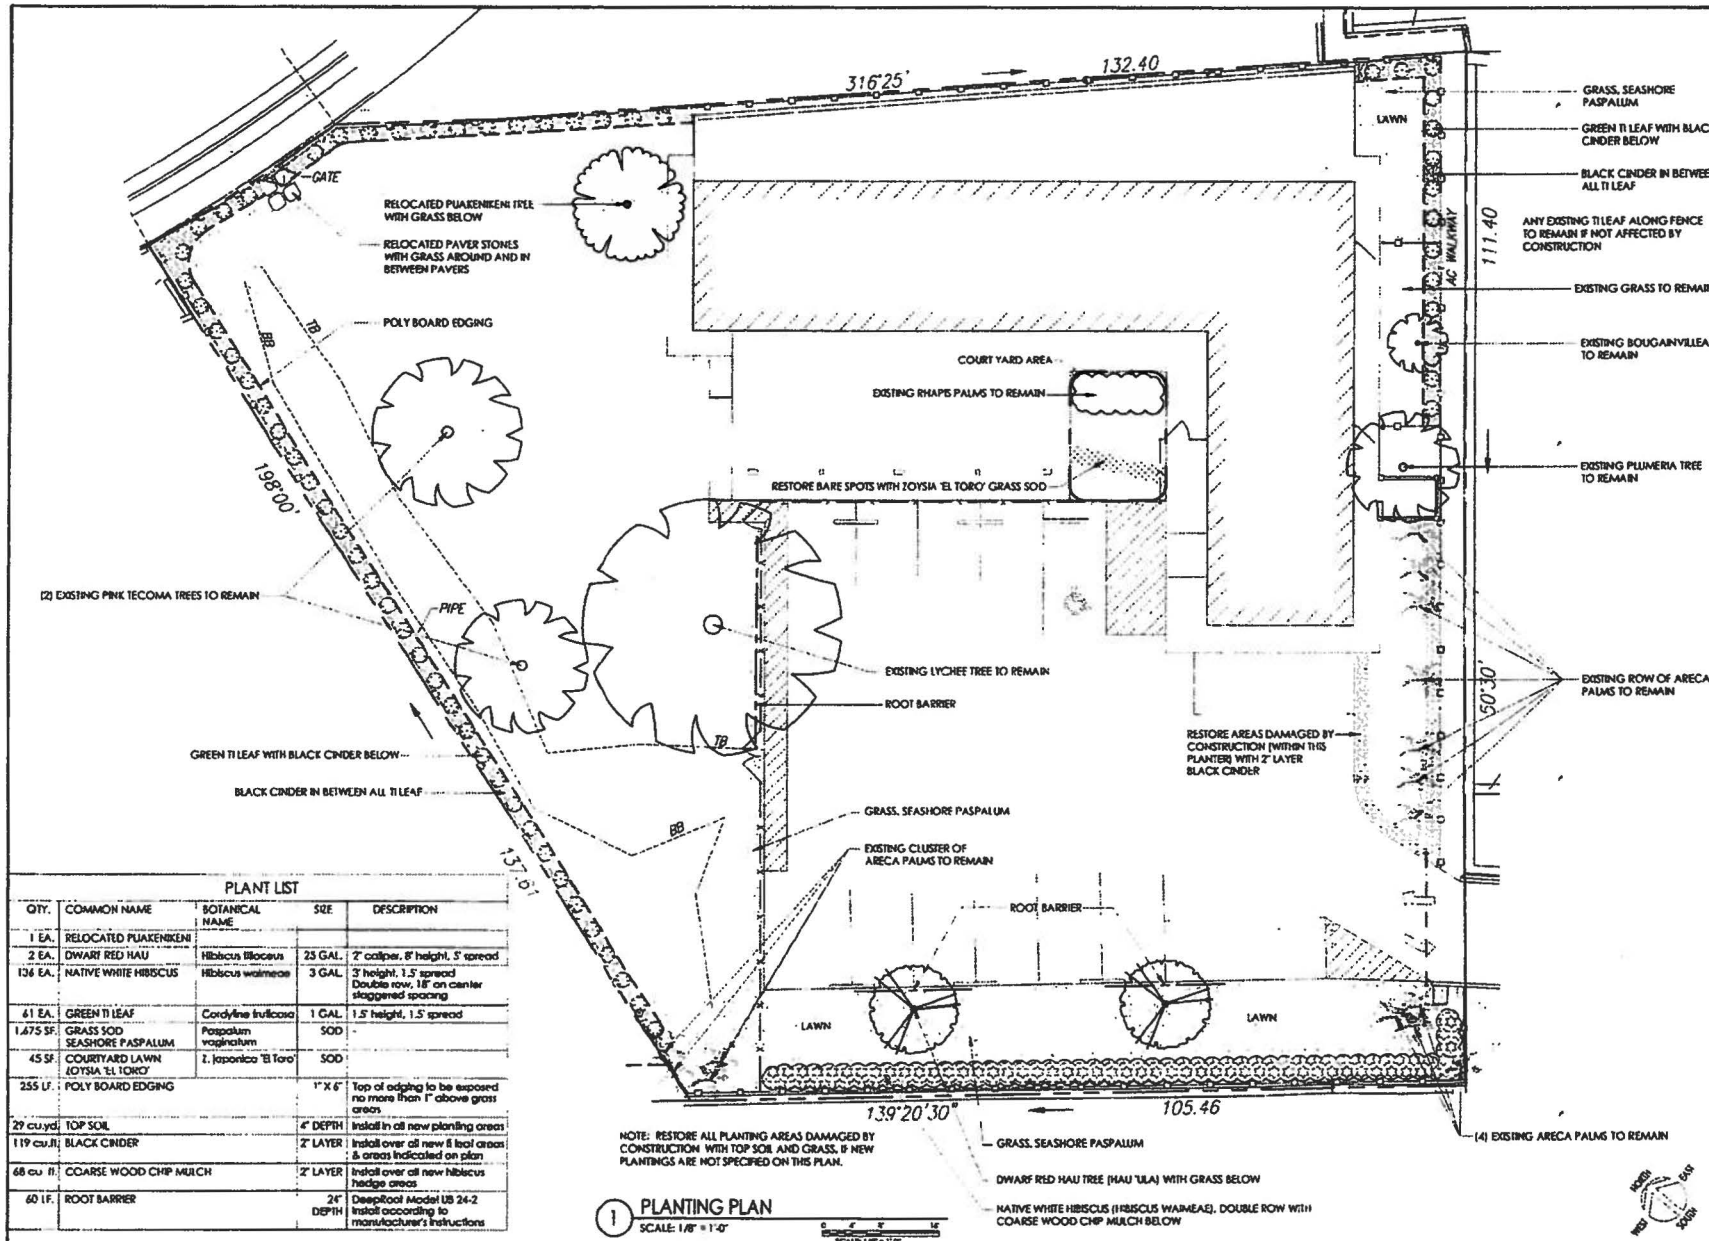 316°25'
132.40
GRASS, SEASHORE
PASPALUM
LAWN
GREEN TI LEAF WITH BLACK
CINDER BELOW
GATE
BLACK CINDER IN BETWEEN
ALL TI LEAF
RELOCATED PUAKENIKENI TREE
WITH GRASS BELOW
RELOCATED PAVER STONES
WITH GRASS AROUND AND IN
BETWEEN PAVERS
AC WALKWAY
111.40
ANY EXISTING TI LEAF ALONG FENCE
TO REMAIN IF NOT AFFECTED BY
CONSTRUCTION
EXISTING GRASS TO REMAIN
POLY BOARD EDGING
BB
TB
EXISTING BOUGAINVILLEA
TO REMAIN
COURT YARD AREA
EXISTING RHAPIS PALMS TO REMAIN
EXISTING PLUMERIA TREE
TO REMAIN
198°00'
RESTORE BARE SPOTS WITH ZOYSIA 'EL TORO' GRASS SOD
(2) EXISTING PINK TECOMA TREES TO REMAIN
PIPE
EXISTING LYCHEE TREE TO REMAIN
ROOT BARRIER
EXISTING ROW OF ARECA
PALMS TO REMAIN
50°30'
TB
RESTORE AREAS DAMAGED BY
CONSTRUCTION (WITHIN THIS
PLANTER) WITH 2" LAYER
BLACK CINDER
GREEN TI LEAF WITH BLACK CINDER BELOW
BLACK CINDER IN BETWEEN ALL TI LEAF
GRASS, SEASHORE PASPALUM
BB
EXISTING CLUSTER OF
ARECA PALMS TO REMAIN
137.61
ROOT BARRIER
LAWN
LAWN
139°20'30"
105.46
PLANT LIST
QTY. COMMON NAME BOTANICAL NAME SIZE DESCRIPTION
1 EA. RELOCATED PUAKENIKENI
2 EA. DWARF RED HAU Hibiscus tiliaceus 25 GAL. 2" caliper, 8' height, 5' spread
136 EA. NATIVE WHITE HIBISCUS Hibiscus waimeae 3 GAL. 3' height, 1.5' spread
Double row, 18" on center
staggered spacing
61 EA. GREEN TI LEAF Cordyline fruticosa 1 GAL. 1.5' height, 1.5' spread
1,675 SF. GRASS SOD SEASHORE PASPALUM Paspalum vaginatum SOD -
45 SF. COURTYARD LAWN ZOYSIA 'EL TORO' Z. japonica 'El Toro' SOD
255 LF. POLY BOARD EDGING 1" X 6" Top of edging to be exposed
no more than 1" above grass
areas
29 cu.yd. TOP SOIL 4" DEPTH Install in all new planting areas
119 cu.ft. BLACK CINDER 2" LAYER Install over all new ti leaf areas
& areas indicated on plan
68 cu ft. COARSE WOOD CHIP MULCH 2" LAYER Install over all new hibiscus
hedge areas
60 LF. ROOT BARRIER 24" DEPTH DeepRoot Model UB 24-2
Install according to
manufacturer's instructions
NOTE: RESTORE ALL PLANTING AREAS DAMAGED BY
CONSTRUCTION WITH TOP SOIL AND GRASS, IF NEW
PLANTINGS ARE NOT SPECIFIED ON THIS PLAN.
GRASS, SEASHORE PASPALUM
(4) EXISTING ARECA PALMS TO REMAIN
DWARF RED HAU TREE (HAU 'ULA) WITH GRASS BELOW
NATIVE WHITE HIBISCUS (HIBISCUS WAIMEAE), DOUBLE ROW WITH
COARSE WOOD CHIP MULCH BELOW
1 PLANTING PLAN
SCALE: 1/8" = 1'-0"
0 4' 8' 16'
NORTH EAST
WEST SOUTH